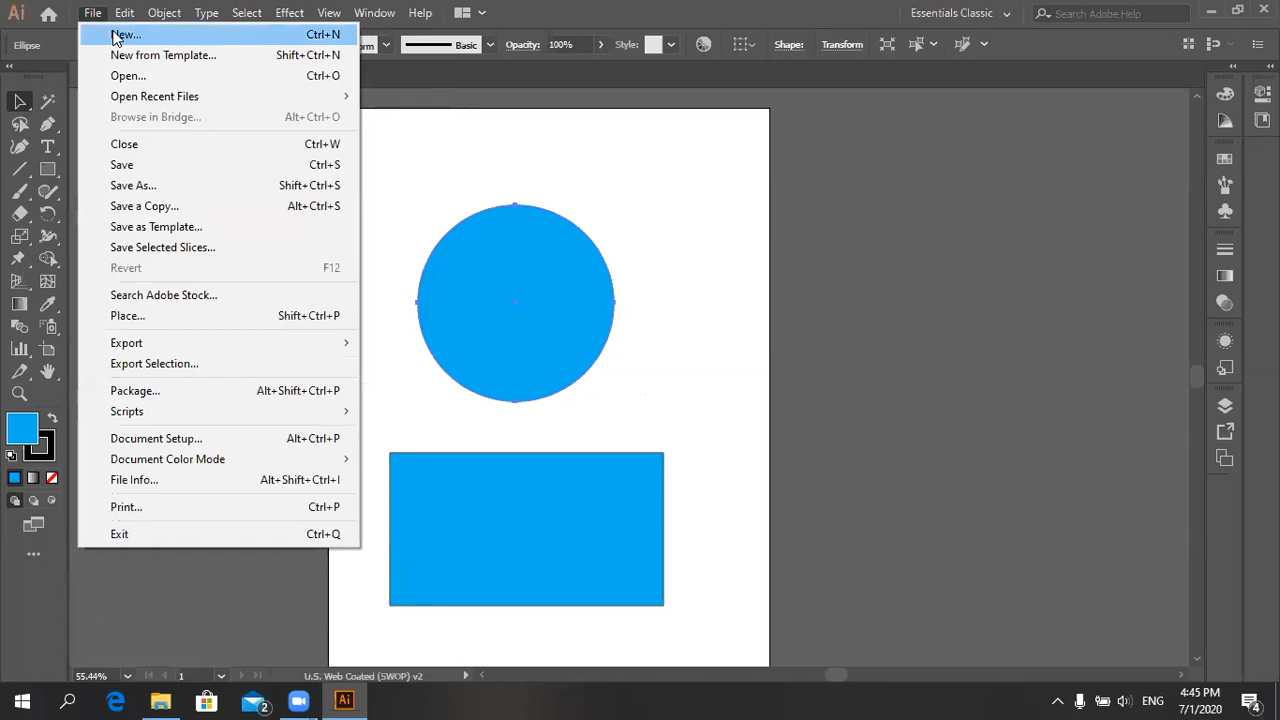 Ai File Edit Object Type Select Effect View Window Help Essentials Classic Search Adobe Help
Ellipse Basic Opacity: 100% Style: Shape: Transform
New... Ctrl+N
New from Template... Shift+Ctrl+N
Open... Ctrl+O
Open Recent Files
Browse in Bridge... Alt+Ctrl+O
Close Ctrl+W
Save Ctrl+S
Save As... Shift+Ctrl+S
Save a Copy... Alt+Ctrl+S
Save as Template...
Save Selected Slices...
Revert F12
Search Adobe Stock...
Place... Shift+Ctrl+P
Export
Export Selection...
Package... Alt+Shift+Ctrl+P
Scripts
Document Setup... Alt+Ctrl+P
Document Color Mode
File Info... Alt+Shift+Ctrl+I
Print... Ctrl+P
Exit Ctrl+Q
55.44% 1 U.S. Web Coated (SWOP) v2
2 Ai ENG 4:45 PM
7/1/2020 4